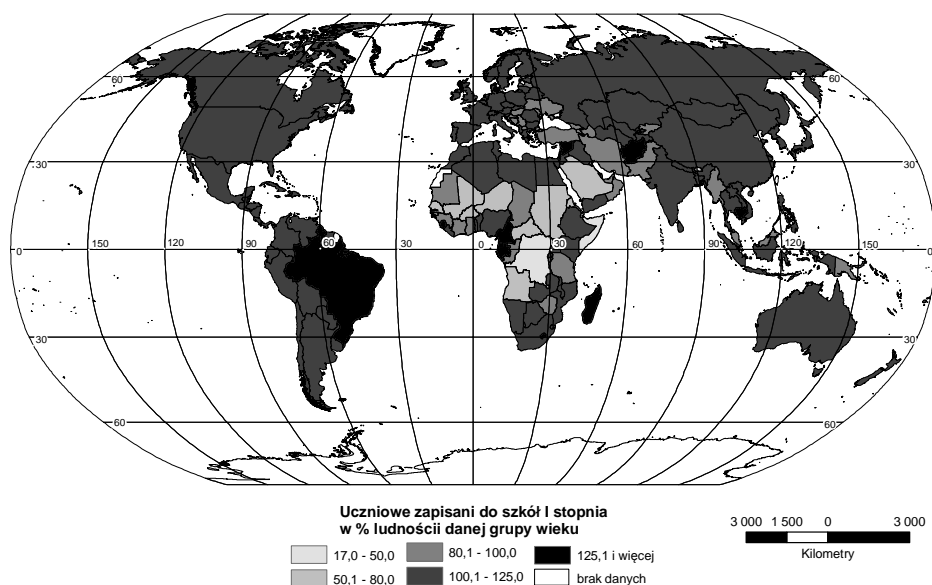 60
60
30
30
150
120
90
60
30
0
30
60
90
120
150
0
0
30
30
60
60
Uczniowe zapisani do szkół I stopnia
w % ludnościi danej grupy wieku
17,0 - 50,0
80,1 - 100,0
125,1 i więcej
50,1 - 80,0
100,1 - 125,0
brak danych
3 000 1 500 0 3 000
Kilometry